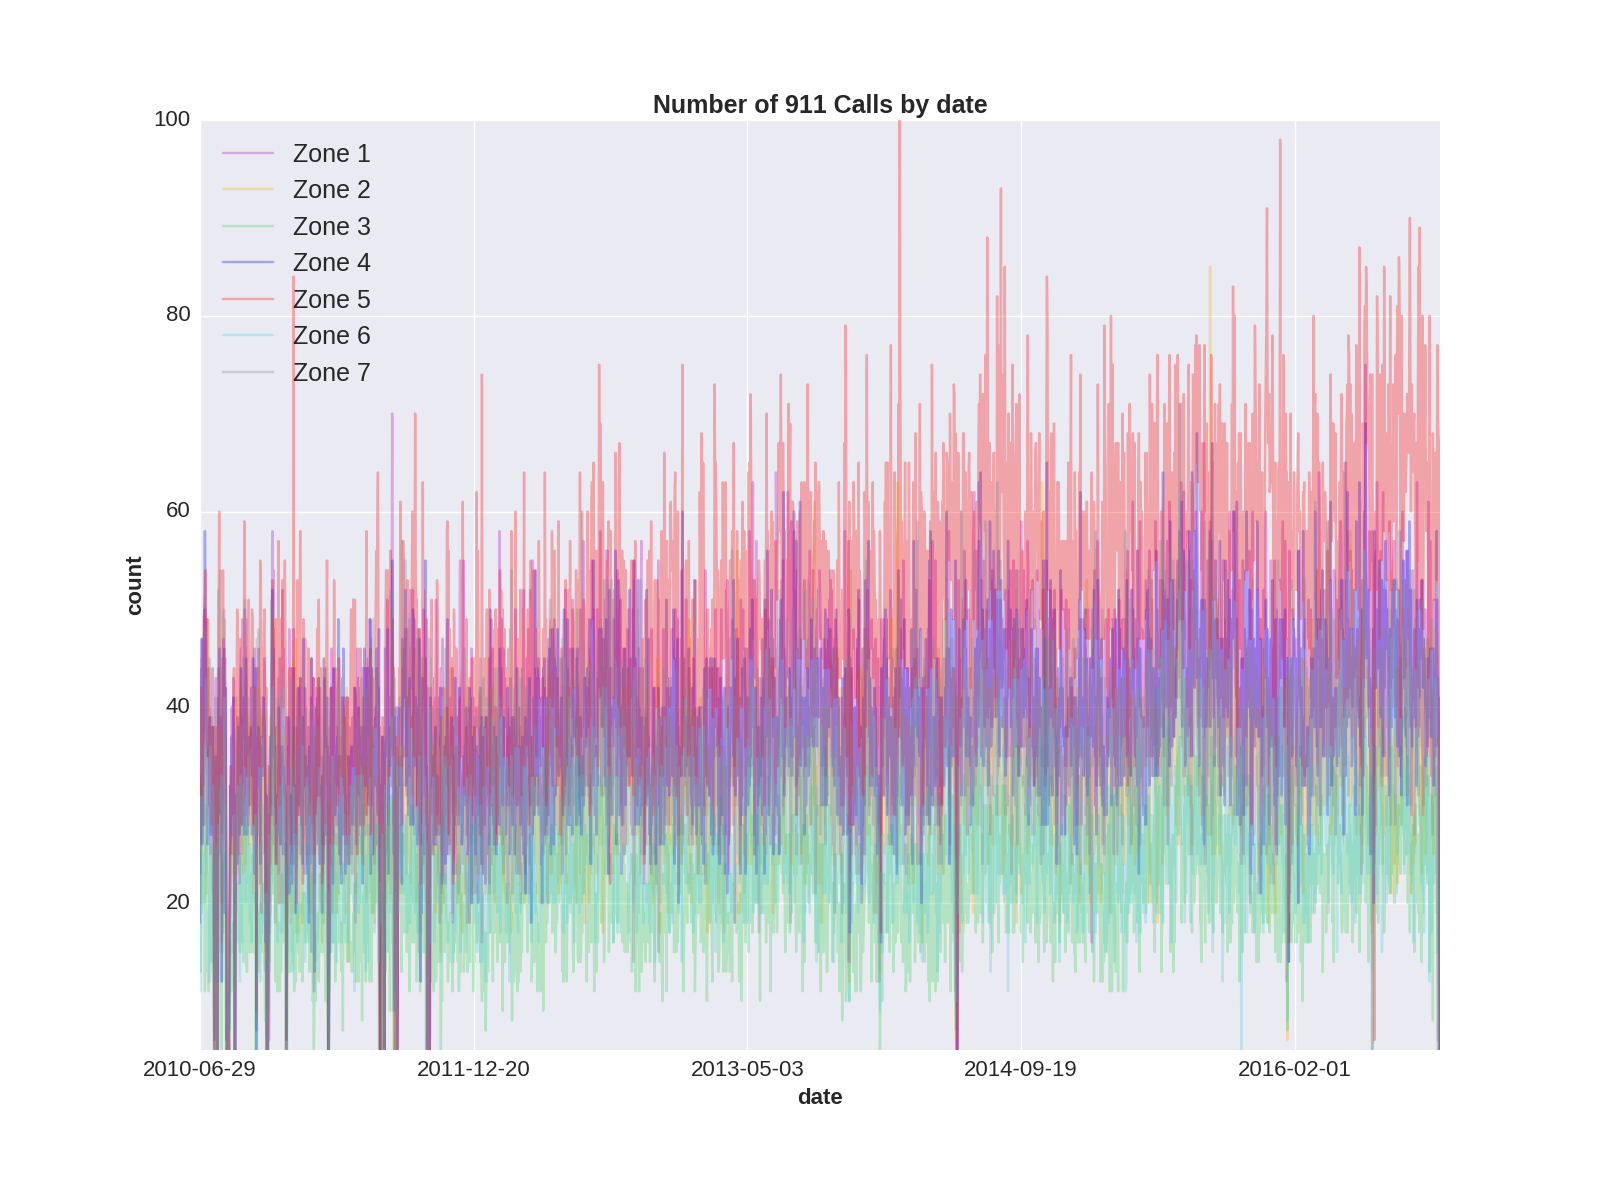 Number of 911 Calls by date
100
80
60
40
20
count
Zone 1
Zone 2
Zone 3
Zone 4
Zone 5
Zone 6
Zone 7
2010-06-29
2011-12-20
2013-05-03
2014-09-19
2016-02-01
date